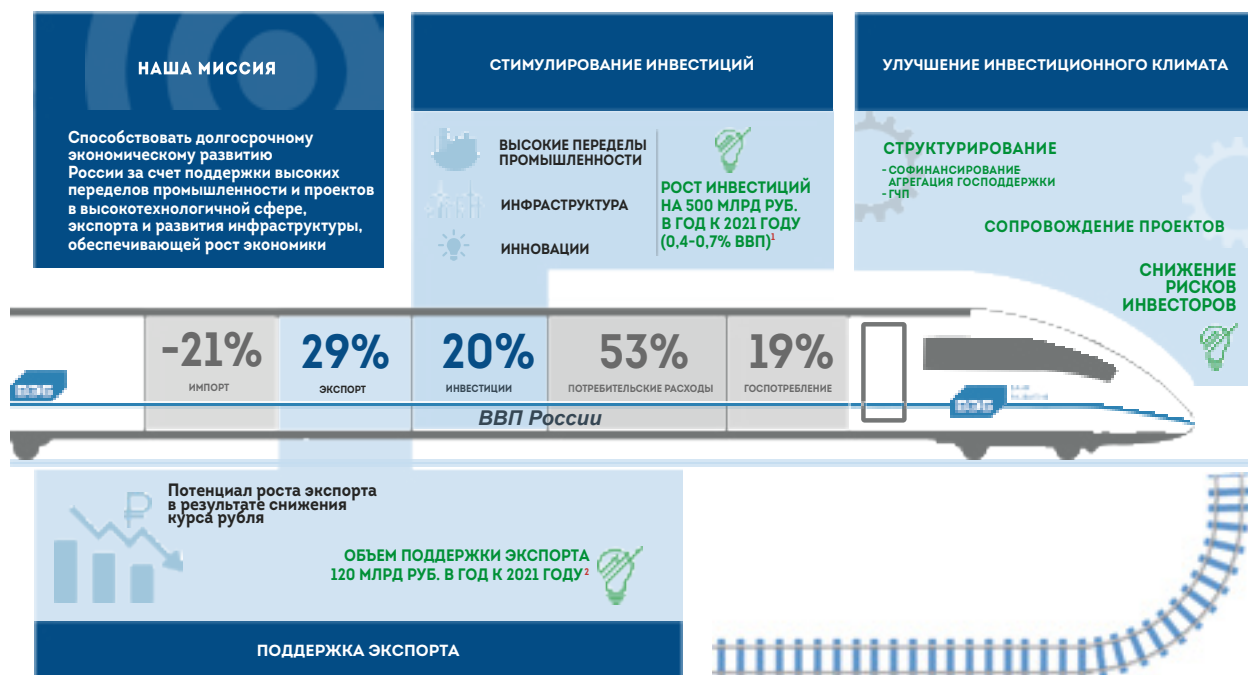 НАША МИССИЯ
Способствовать долгосрочному
экономическому развитию
России за счет поддержки высоких
переделов промышленности и проектов
в высокотехнологичной сфере,
экспорта и развития инфраструктуры,
обеспечивающей рост экономики
СТИМУЛИРОВАНИЕ ИНВЕСТИЦИЙ
ВЫСОКИЕ ПЕРЕДЕЛЫ
ПРОМЫШЛЕННОСТИ
ИНФРАСТРУКТУРА
ИННОВАЦИИ
РОСТ ИНВЕСТИЦИЙ
НА 500 МЛРД РУБ.
В ГОД К 2021 ГОДУ
(0,4-0,7% ВВП)¹
УЛУЧШЕНИЕ ИНВЕСТИЦИОННОГО КЛИМАТА
СТРУКТУРИРОВАНИЕ
- СОФИНАНСИРОВАНИЕ
АГРЕГАЦИЯ ГОСПОДДЕРЖКИ
- ГЧП
СОПРОВОЖДЕНИЕ ПРОЕКТОВ
СНИЖЕНИЕ
РИСКОВ
ИНВЕСТОРОВ
-21%
ИМПОРТ
29%
ЭКСПОРТ
20%
ИНВЕСТИЦИИ
53%
ПОТРЕБИТЕЛЬСКИЕ РАСХОДЫ
19%
ГОСПОТРЕБЛЕНИЕ
ВЭБ
ВЭБ
ВВП России
Потенциал роста экспорта
в результате снижения
курса рубля
ОБЪЕМ ПОДДЕРЖКИ ЭКСПОРТА
120 МЛРД РУБ. В ГОД К 2021 ГОДУ²
ПОДДЕРЖКА ЭКСПОРТА